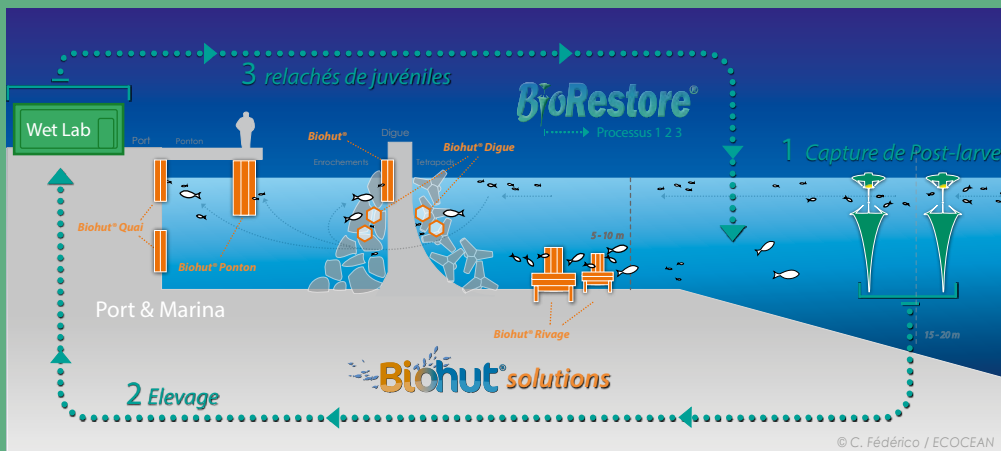 3 relachés de juvéniles
BioRestore®
Processus 1 2 3
Wet Lab
Port
Ponton
Biohut®
Digue
Biohut® Digue
Enrochements
Tetrapods
1 Capture de Post-larve
Biohut® Quai
Biohut® Ponton
5-10 m
Port & Marina
Biohut® Rivage
15-20 m
Biohut® solutions
2 Elevage
© C. Fédérico / ECOCEAN